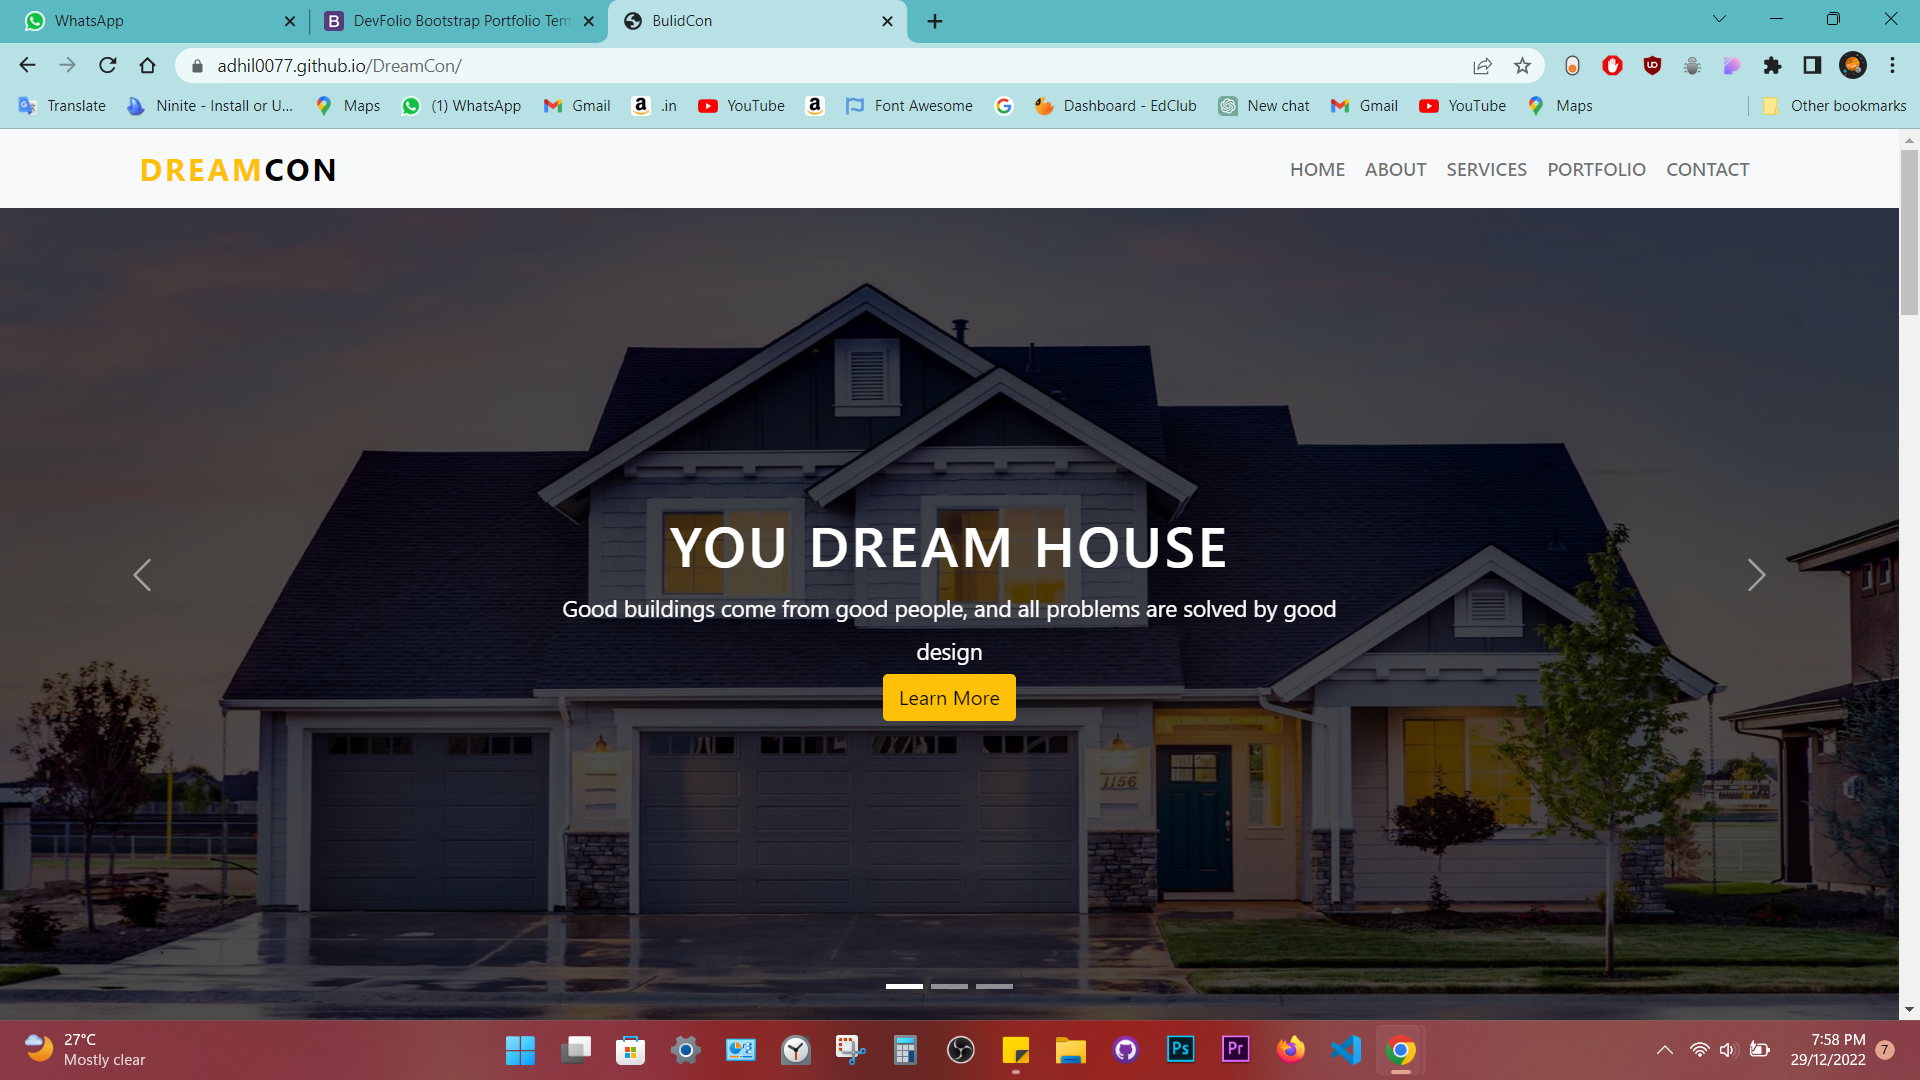 WhatsApp
DevFolio Bootstrap Portfolio Tem
BulidCon
adhil0077.github.io/DreamCon/
Translate
Ninite - Install or U...
Maps
(1) WhatsApp
Gmail
.in
YouTube
Font Awesome
Dashboard - EdClub
New chat
Gmail
YouTube
Maps
Other bookmarks
DREAMCON
HOME ABOUT SERVICES PORTFOLIO CONTACT
YOU DREAM HOUSE
Good buildings come from good people, and all problems are solved by good
design
Learn More
1156
27°C
Mostly clear
Ps
Pr
7:58 PM
29/12/2022
7